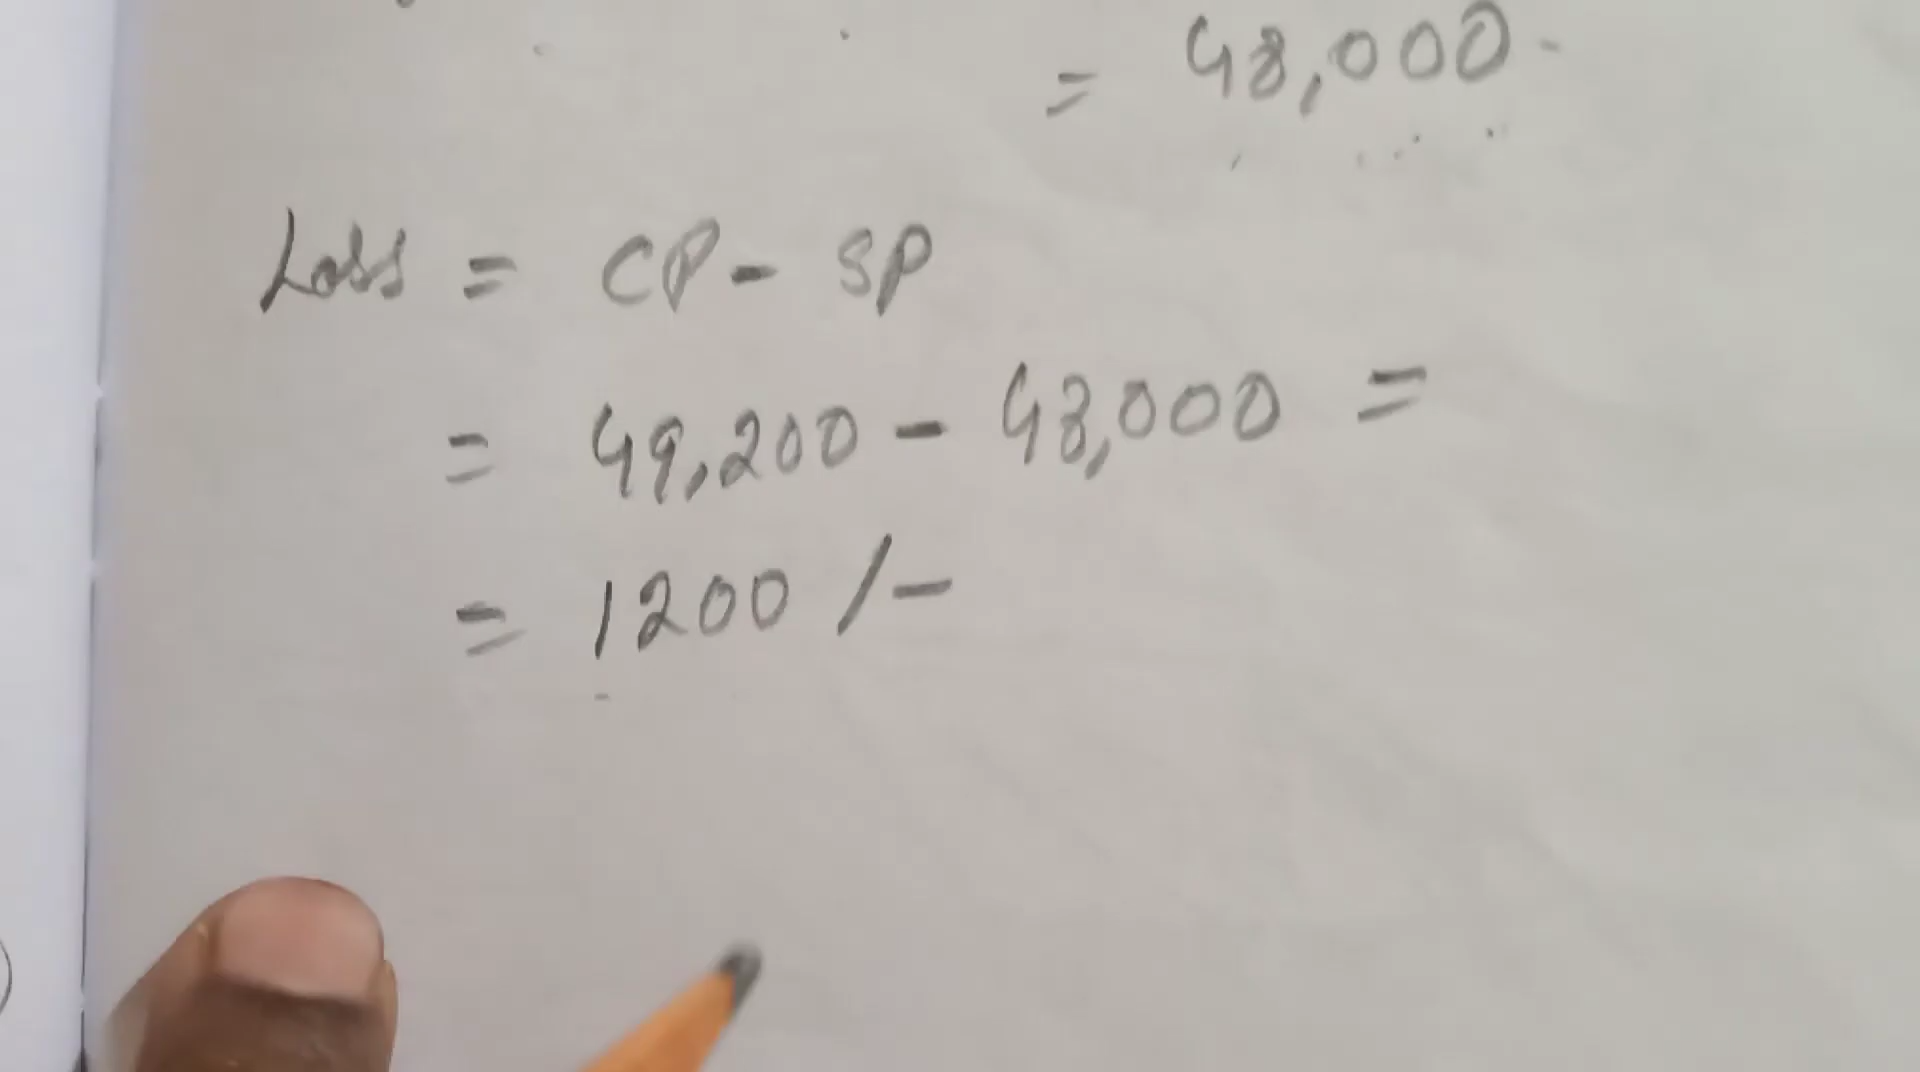 = 48,000
Loss = CP - SP
= 49,200 - 48,000 =
= 1200 /-